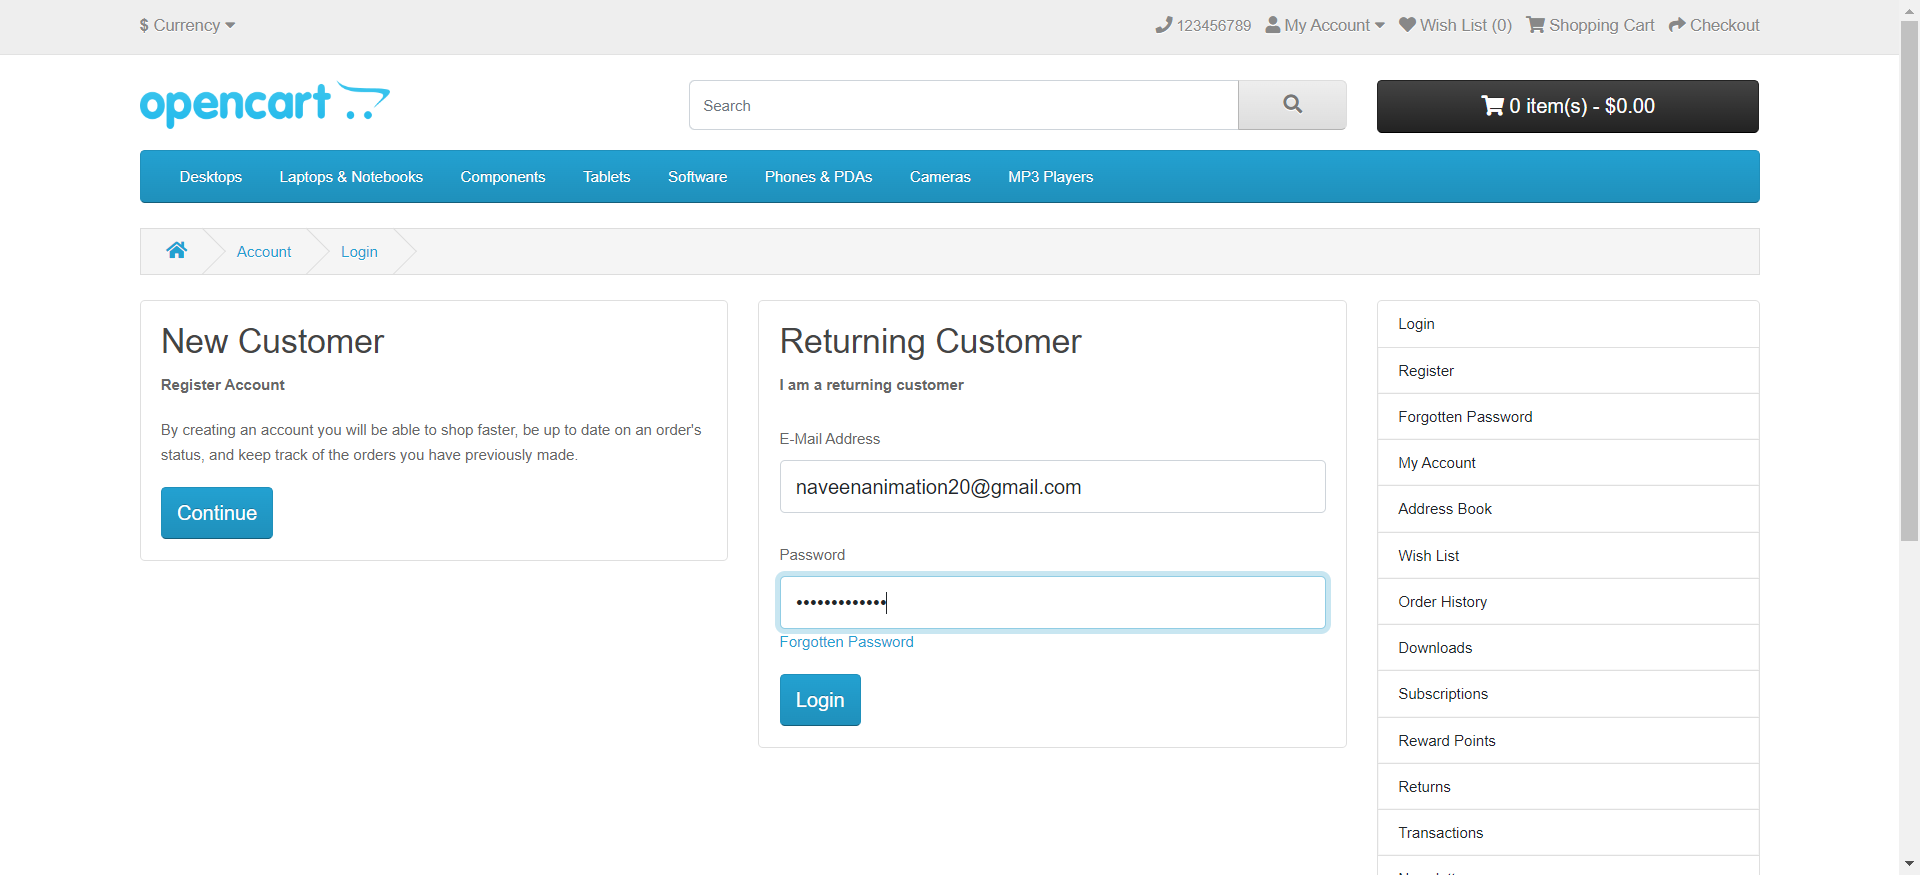 $ Currency
123456789 My Account Wish List (0) Shopping Cart Checkout
opencart
Search
0 item(s) - $0.00
Desktops Laptops & Notebooks Components Tablets Software Phones & PDAs Cameras MP3 Players
Account Login
New Customer
Register Account
By creating an account you will be able to shop faster, be up to date on an order's
status, and keep track of the orders you have previously made.
Continue
Returning Customer
I am a returning customer
E-Mail Address
naveenanimation20@gmail.com
Password
•••••••••••••
Forgotten Password
Login
Login
Register
Forgotten Password
My Account
Address Book
Wish List
Order History
Downloads
Subscriptions
Reward Points
Returns
Transactions